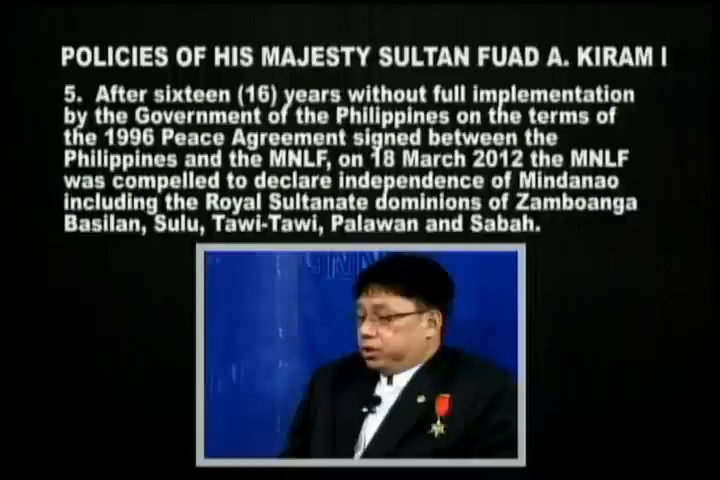 POLICIES OF HIS MAJESTY SULTAN FUAD A. KIRAM I
5. After sixteen (16) years without full implementation
by the Government of the Philippines on the terms of
the 1996 Peace Agreement signed between the
Philippines and the MNLF, on 18 March 2012 the MNLF
was compelled to declare independence of Mindanao
including the Royal Sultanate dominions of Zamboanga
Basilan, Sulu, Tawi-Tawi, Palawan and Sabah.